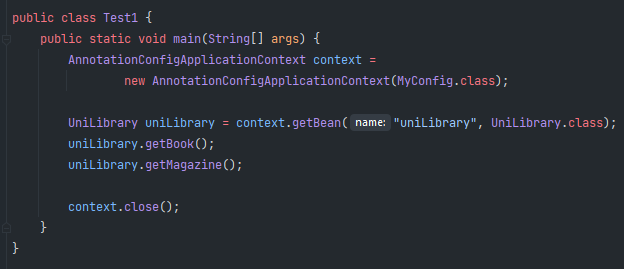 public class Test1 {
public static void main(String[] args) {
AnnotationConfigApplicationContext context =
new AnnotationConfigApplicationContext(MyConfig.class);
UniLibrary uniLibrary = context.getBean( name: "uniLibrary", UniLibrary.class);
uniLibrary.getBook();
uniLibrary.getMagazine();
context.close();
}
}